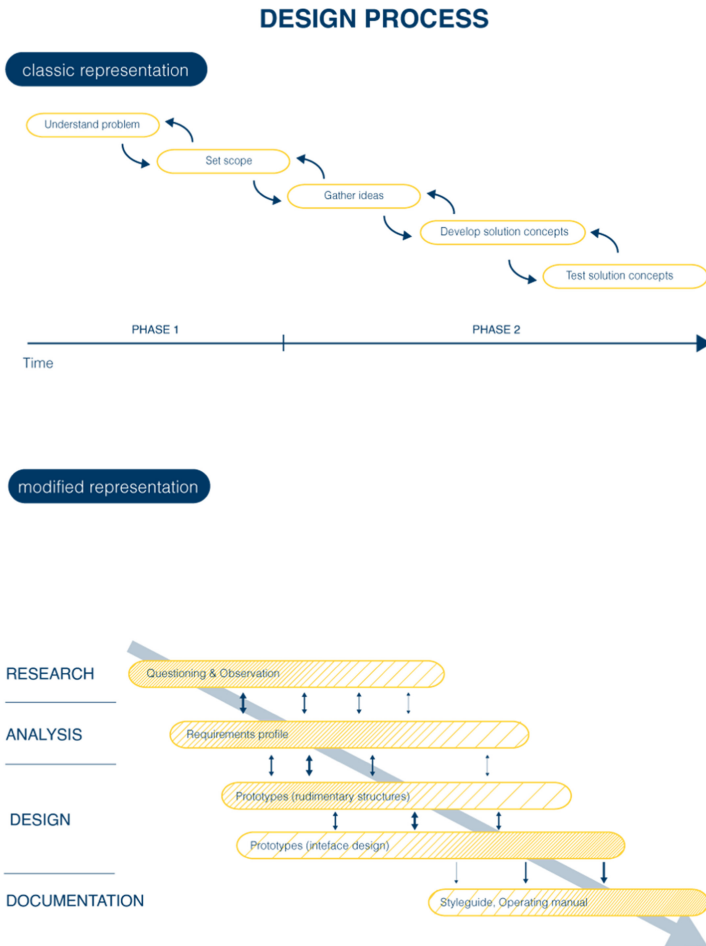 DESIGN PROCESS
classic representation
Understand problem
Set scope
Gather ideas
Develop solution concepts
Test solution concepts
PHASE 1
PHASE 2
Time
modified representation
RESEARCH
Questioning & Observation
ANALYSIS
Requirements profile
Prototypes (rudimentary structures)
DESIGN
Prototypes (inteface design)
DOCUMENTATION
Styleguide, Operating manual